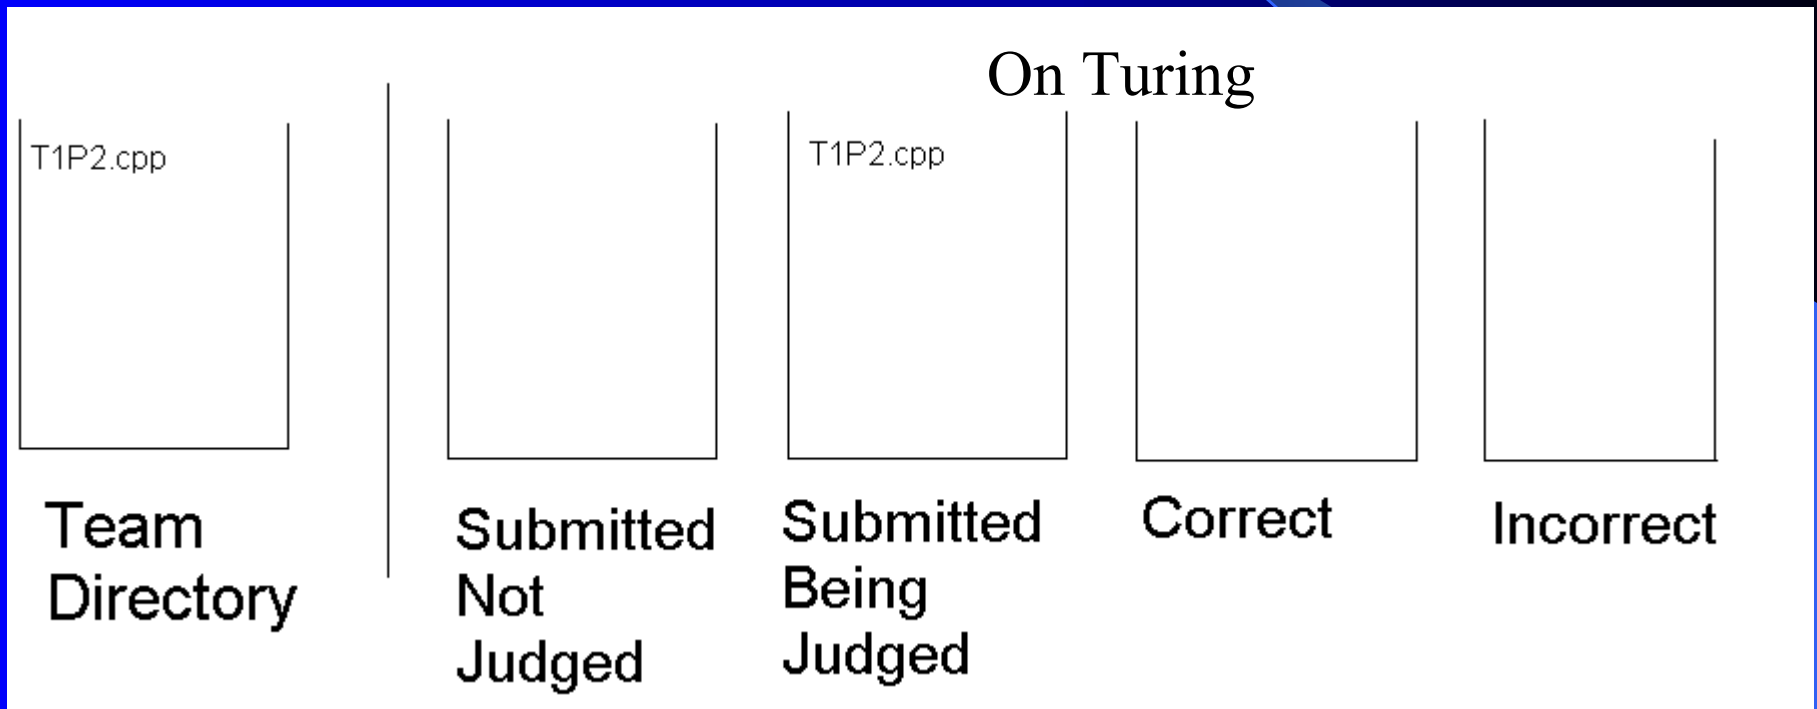 On Turing
T1P2.cpp
T1P2.cpp
Team
Directory
Submitted
Not
Judged
Submitted
Being
Judged
Correct
Incorrect